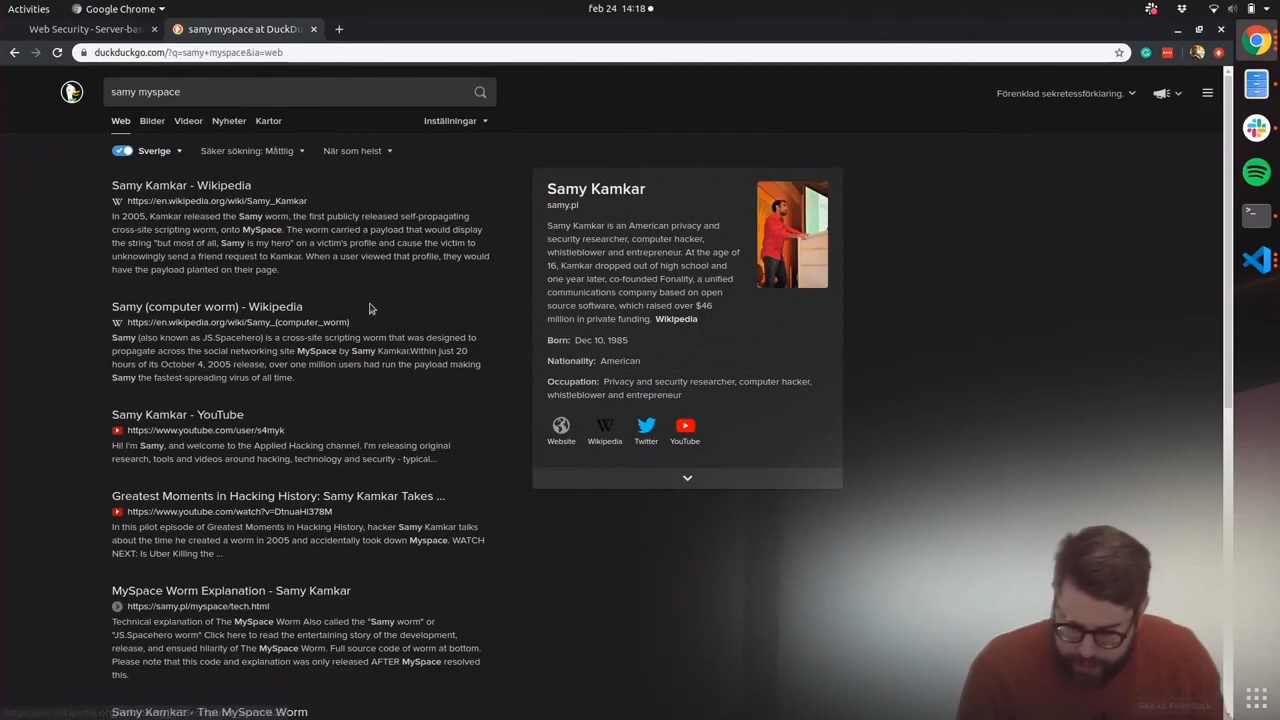 Activities
Google Chrome
feb 24 14:18
Web Security - Server-bas
samy myspace at DuckDu
duckduckgo.com/?q=samy+myspace&ia=web
samy myspace
Förenklad sekretessförklaring.
Web Bilder Videor Nyheter Kartor
Inställningar
Sverige
Säker sökning: Måttlig
När som helst
Samy Kamkar - Wikipedia
https://en.wikipedia.org/wiki/Samy_Kamkar
In 2005, Kamkar released the Samy worm, the first publicly released self-propagating
cross-site scripting worm, onto MySpace. The worm carried a payload that would display
the string "but most of all, Samy is my hero" on a victim's profile and cause the victim to
unknowingly send a friend request to Kamkar. When a user viewed that profile, they would
have the payload planted on their page.
Samy (computer worm) - Wikipedia
https://en.wikipedia.org/wiki/Samy_(computer_worm)
Samy (also known as JS.Spacehero) is a cross-site scripting worm that was designed to
propagate across the social networking site MySpace by Samy Kamkar.Within just 20
hours of its October 4, 2005 release, over one million users had run the payload making
Samy the fastest-spreading virus of all time.
Samy Kamkar - YouTube
https://www.youtube.com/user/s4myk
Hi! I'm Samy, and welcome to the Applied Hacking channel. I'm releasing original
research, tools and videos around hacking, technology and security - typical...
Greatest Moments in Hacking History: Samy Kamkar Takes ...
https://www.youtube.com/watch?v=DtnuaHl378M
In this pilot episode of Greatest Moments in Hacking History, hacker Samy Kamkar talks
about the time he created a worm in 2005 and accidentally took down Myspace. WATCH
NEXT: Is Uber Killing the ...
MySpace Worm Explanation - Samy Kamkar
https://samy.pl/myspace/tech.html
Technical explanation of The MySpace Worm Also called the "Samy worm" or
"JS.Spacehero worm" Click here to read the entertaining story of the development,
release, and ensued hilarity of The MySpace Worm. Full source code of worm at bottom.
Please note that this code and explanation was only released AFTER MySpace resolved
this.
Samy Kamkar - The MySpace Worm
Samy Kamkar
samy.pl
Samy Kamkar is an American privacy and
security researcher, computer hacker,
whistleblower and entrepreneur. At the age of
16, Kamkar dropped out of high school and
one year later, co-founded Fonality, a unified
communications company based on open
source software, which raised over $46
million in private funding. Wikipedia
Born: Dec 10, 1985
Nationality: American
Occupation: Privacy and security researcher, computer hacker,
whistleblower and entrepreneur
Website Wikipedia Twitter YouTube
Skicka Feedback